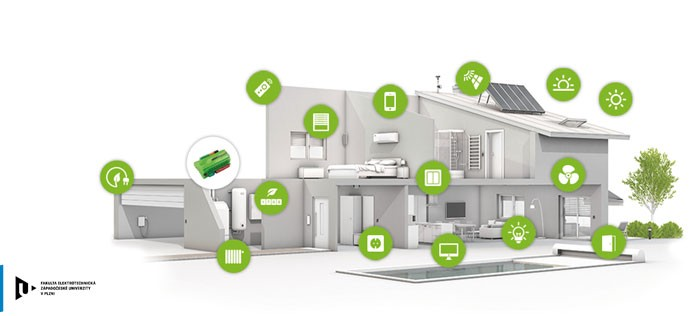 FAKULTA ELEKTROTECHNICKÁ
ZÁPADOČESKÉ UNIVERZITY
V PLZNI